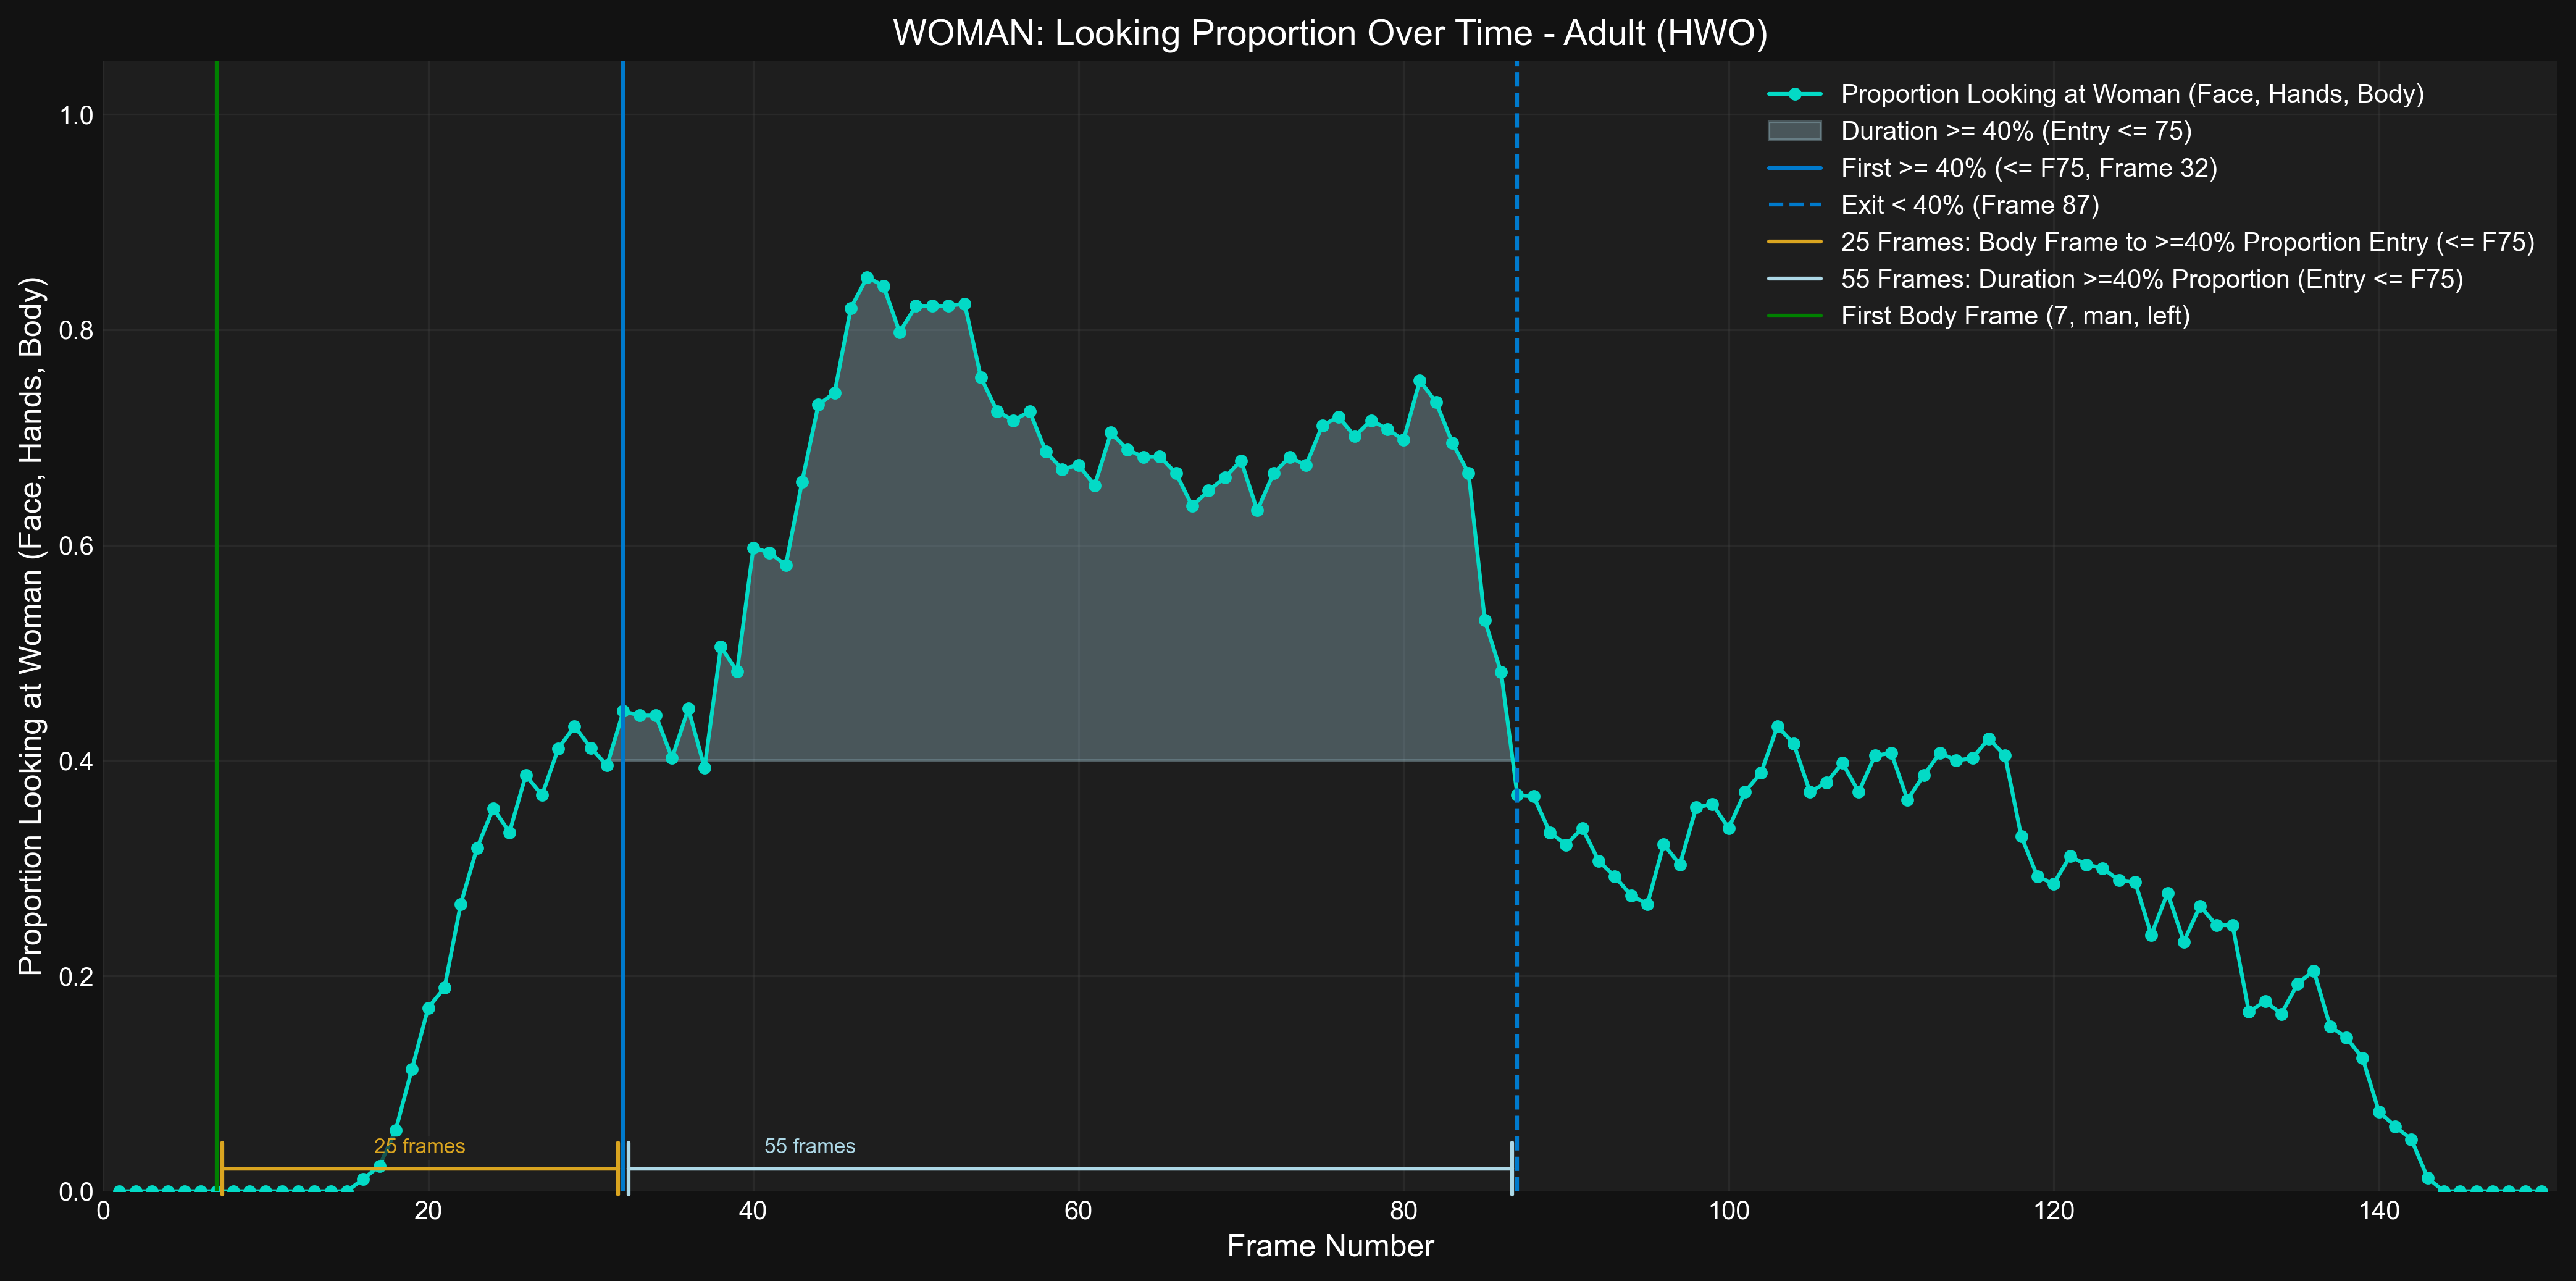 WOMAN: Looking Proportion Over Time - Adult (HWO)
Proportion Looking at Woman (Face, Hands, Body)
1.0
0.8
0.6
0.4
0.2
0.0
Proportion Looking at Woman (Face, Hands, Body)
Duration >= 40% (Entry <= 75)
First >= 40% (<= F75, Frame 32)
Exit < 40% (Frame 87)
25 Frames: Body Frame to >=40% Proportion Entry (<= F75)
55 Frames: Duration >=40% Proportion (Entry <= F75)
First Body Frame (7, man, left)
25 frames
55 frames
0 20 40 60 80 100 120 140
Frame Number